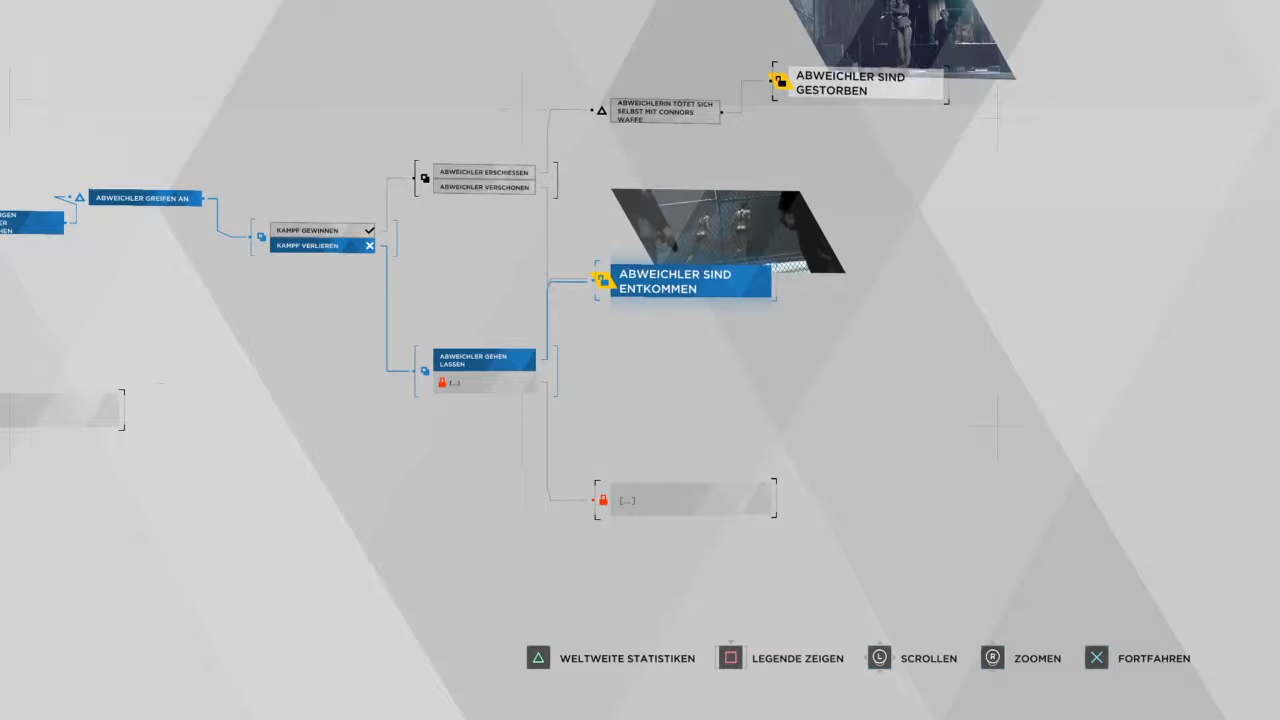 ABWEICHLER SIND
GESTORBEN
ABWEICHLERIN TÖTET SICH
SELBST MIT CONNORS
WAFFE
ABWEICHLER ERSCHIESSEN
ABWEICHLER VERSCHONEN
ABWEICHLER GREIFEN AN
KAMPF GEWINNEN
KAMPF VERLIEREN
ABWEICHLER SIND
ENTKOMMEN
ABWEICHLER GEHEN
LASSEN
[...]
[...]
WELTWEITE STATISTIKEN
LEGENDE ZEIGEN
L
SCROLLEN
R
ZOOMEN
FORTFAHREN